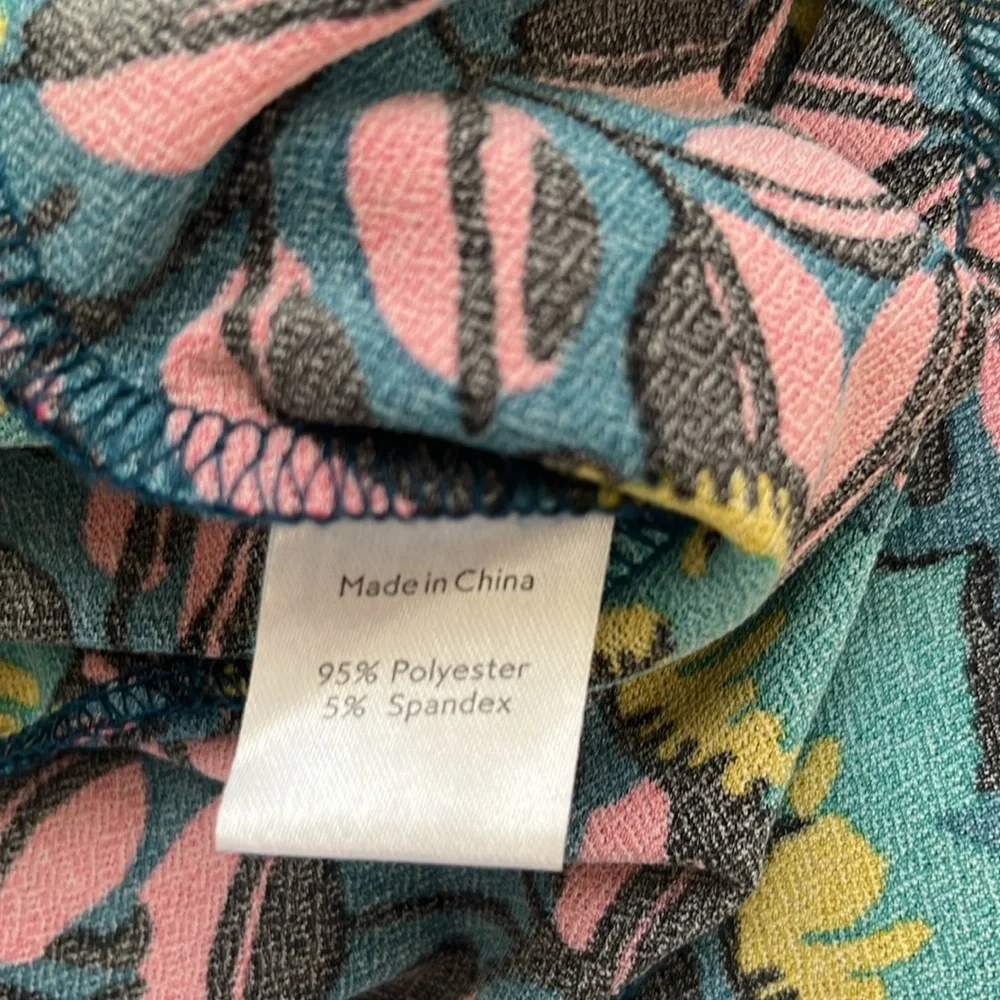 Made in China
95% Polyester
5% Spandex